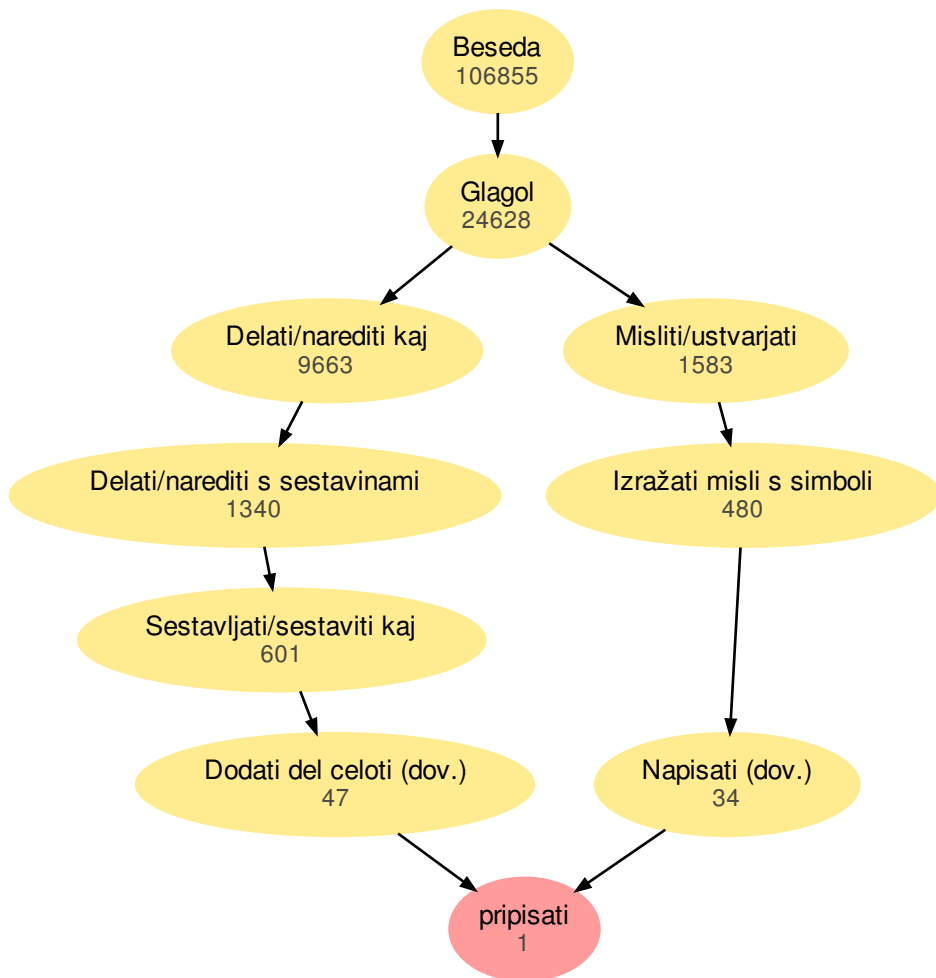 Beseda
106855
Glagol
24628
Delati/narediti kaj
9663
Misliti/ustvarjati
1583
Delati/narediti s sestavinami
1340
Izražati misli s simboli
480
Sestavljati/sestaviti kaj
601
Dodati del celoti (dov.)
47
Napisati (dov.)
34
pripisati
1